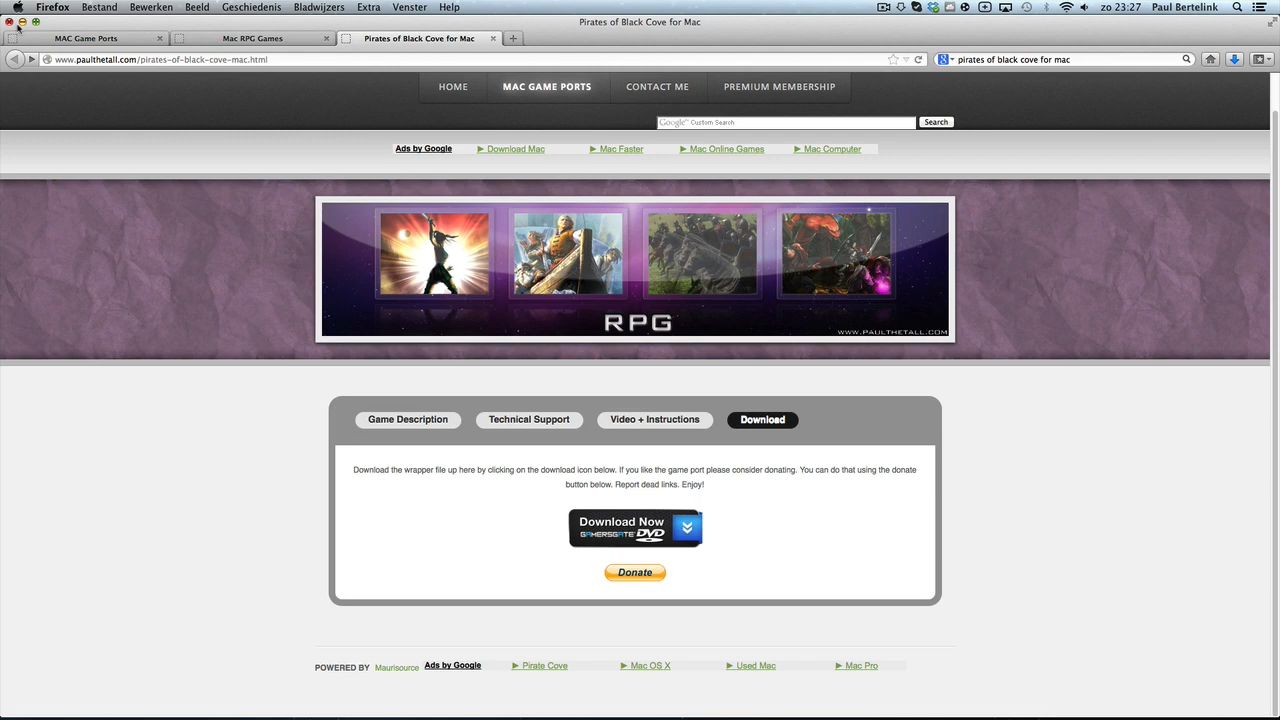 Firefox Bestand Bewerken Beeld Geschiedenis Bladwijzers Extra Venster Help zo 23:27 Paul Bertelink
Pirates of Black Cove for Mac
MAC Game Ports Mac RPG Games Pirates of Black Cove for Mac
www.paulthetall.com/pirates-of-black-cove-mac.html pirates of black cove for mac
HOME MAC GAME PORTS CONTACT ME PREMIUM MEMBERSHIP
Google™ Custom Search Search
Ads by Google ► Download Mac ► Mac Faster ► Mac Online Games ► Mac Computer
RPG
WWW.PAULTHETALL.COM
Game Description Technical Support Video + Instructions Download
Download the wrapper file up here by clicking on the download icon below. If you like the game port please consider donating. You can do that using the donate
button below. Report dead links. Enjoy!
Download Now
GAMERSGATE DVD
Donate
POWERED BY Maurisource Ads by Google ► Pirate Cove ► Mac OS X ► Used Mac ► Mac Pro